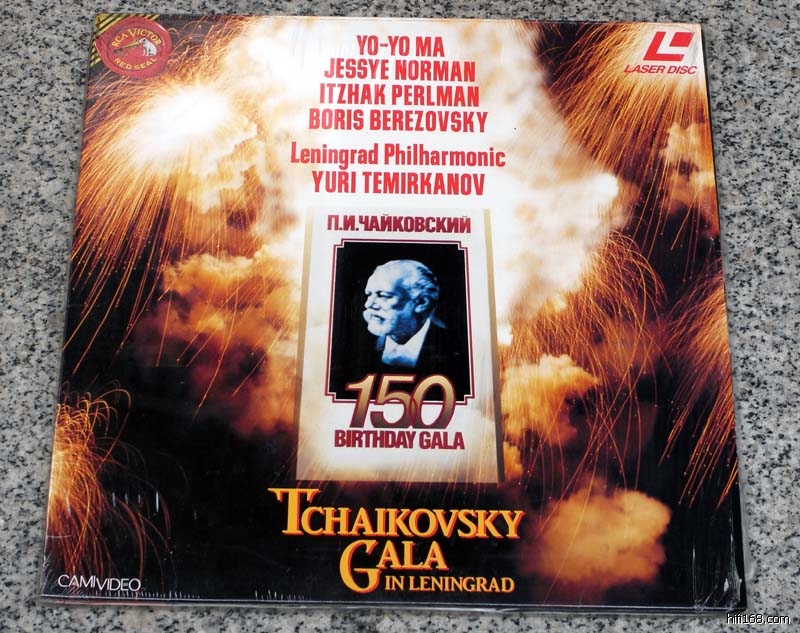 RCA VICTOR
RED SEAL
YO-YO MA
JESSYE NORMAN
ITZHAK PERLMAN
BORIS BEREZOVSKY
Leningrad Philharmonic
YURI TEMIRKANOV
L
LASER DISC
П.И.ЧАЙКОВСКИЙ
150
BIRTHDAY GALA
TCHAIKOVSKY
GALA
IN LENINGRAD
CAMIVIDEO
hifi168.com